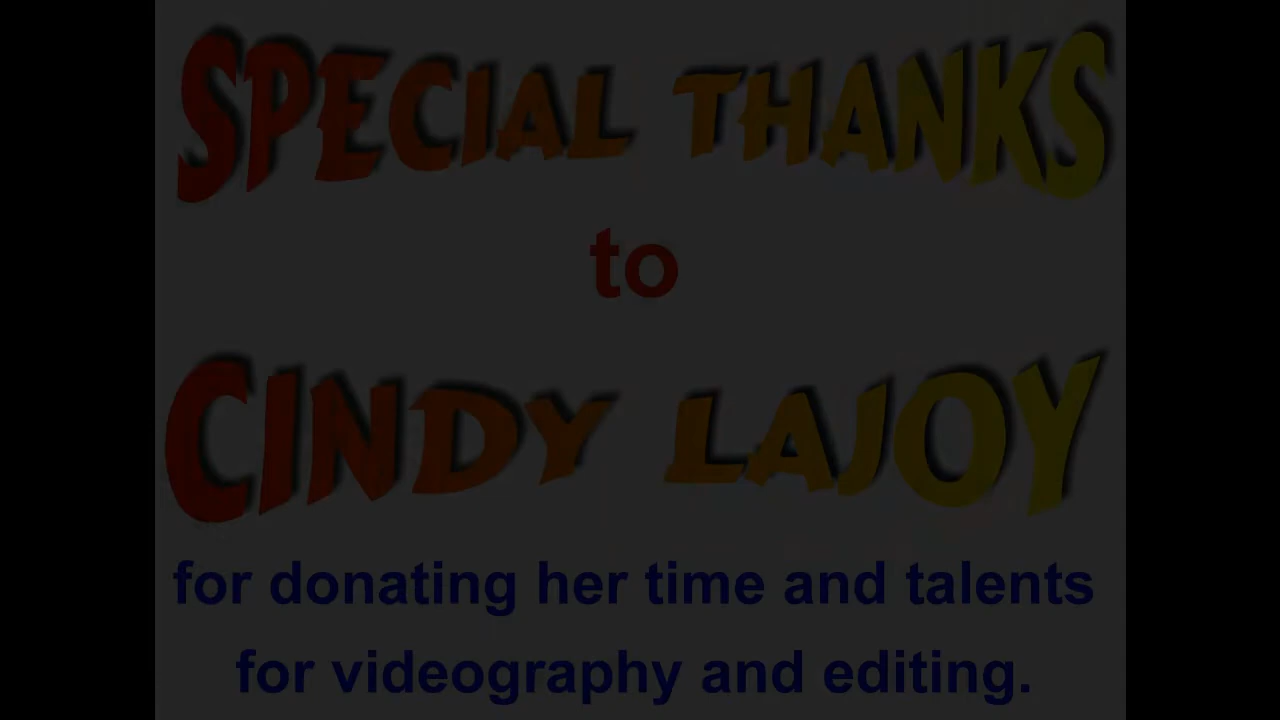 SPECIAL THANKS
to
CINDY LAJOY
for donating her time and talents
for videography and editing.